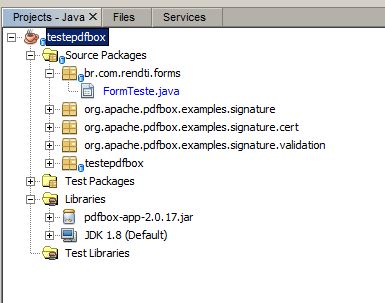 Projects - Java Files Services
testepdfbox
Source Packages
br.com.rendti.forms
FormTeste.java
org.apache.pdfbox.examples.signature
org.apache.pdfbox.examples.signature.cert
org.apache.pdfbox.examples.signature.validation
testepdfbox
Test Packages
Libraries
pdfbox-app-2.0.17.jar
JDK 1.8 (Default)
Test Libraries